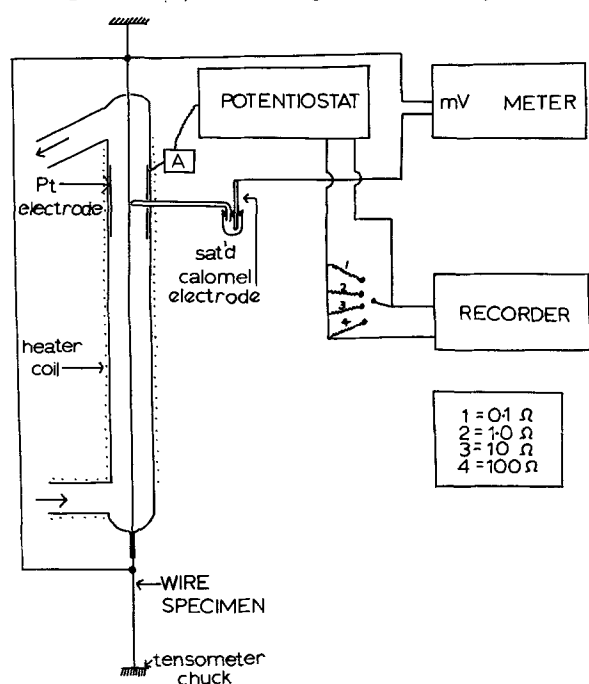 POTENTIOSTAT
mV METER
A
Pt
electrode
sat'd
calomel
electrode
1
2
3
4
RECORDER
heater
coil
1 = 0·1 Ω
2 = 1·0 Ω
3 = 10 Ω
4 = 100 Ω
WIRE
SPECIMEN
tensometer
chuck